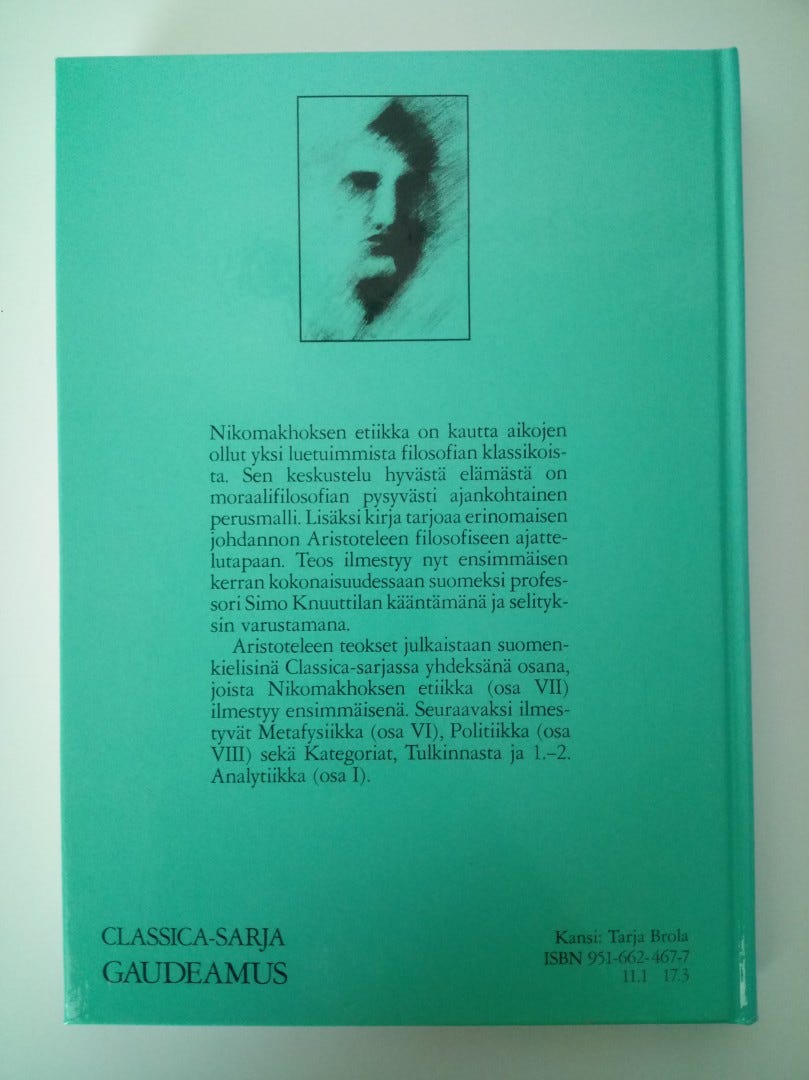 Nikomakhoksen etiikka on kautta aikojen
ollut yksi luetuimmista filosofian klassikois-
ta. Sen keskustelu hyvästä elämästä on
moraalifilosofian pysyvästi ajankohtainen
perusmalli. Lisäksi kirja tarjoaa erinomaisen
johdannon Aristoteleen filosofiseen ajatte-
lutapaan. Teos ilmestyy nyt ensimmäisen
kerran kokonaisuudessaan suomeksi profes-
sori Simo Knuuttilan kääntämänä ja selityk-
sin varustamana.
Aristoteleen teokset julkaistaan suomen-
kielisinä Classica-sarjassa yhdeksänä osana,
joista Nikomakhoksen etiikka (osa VII)
ilmestyy ensimmäisenä. Seuraavaksi ilmes-
tyvät Metafysiikka (osa VI), Politiikka (osa
VIII) sekä Kategoriat, Tulkinnasta ja 1.–2.
Analytiikka (osa I).
CLASSICA-SARJA
GAUDEAMUS
Kansi: Tarja Brola
ISBN 951-662-467-7
11.1 17.3